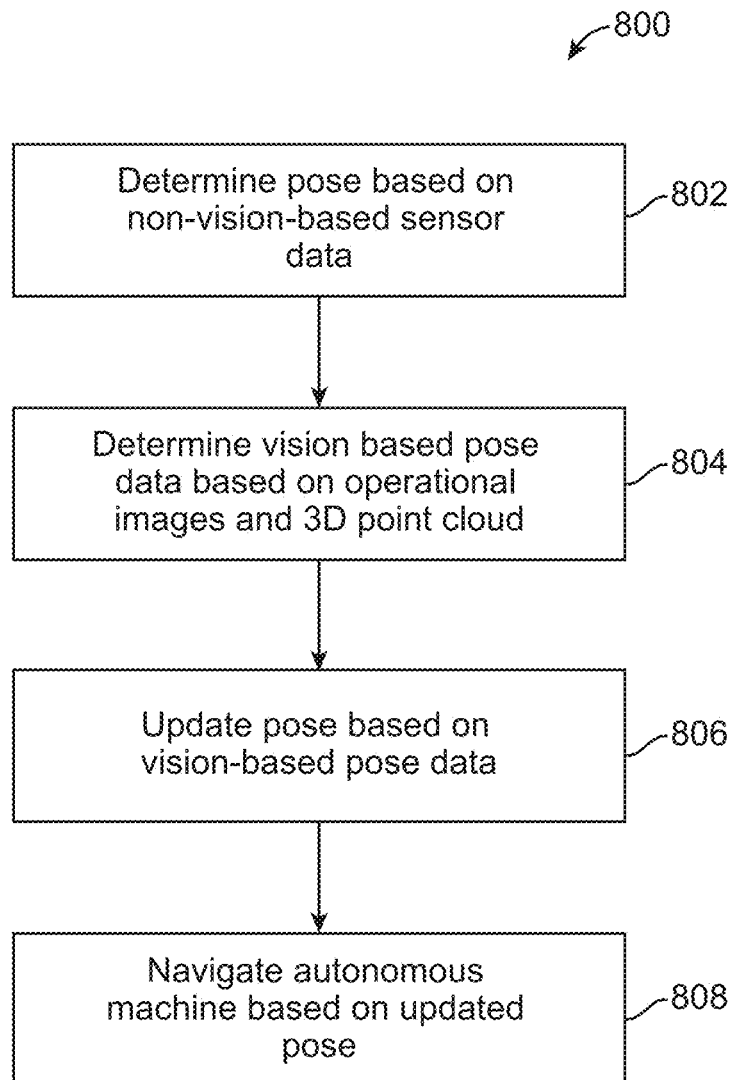 800
Determine pose based on
non-vision-based sensor
data
802
Determine vision based pose
data based on operational
images and 3D point cloud
804
Update pose based on
vision-based pose data
806
Navigate autonomous
machine based on updated
pose
808